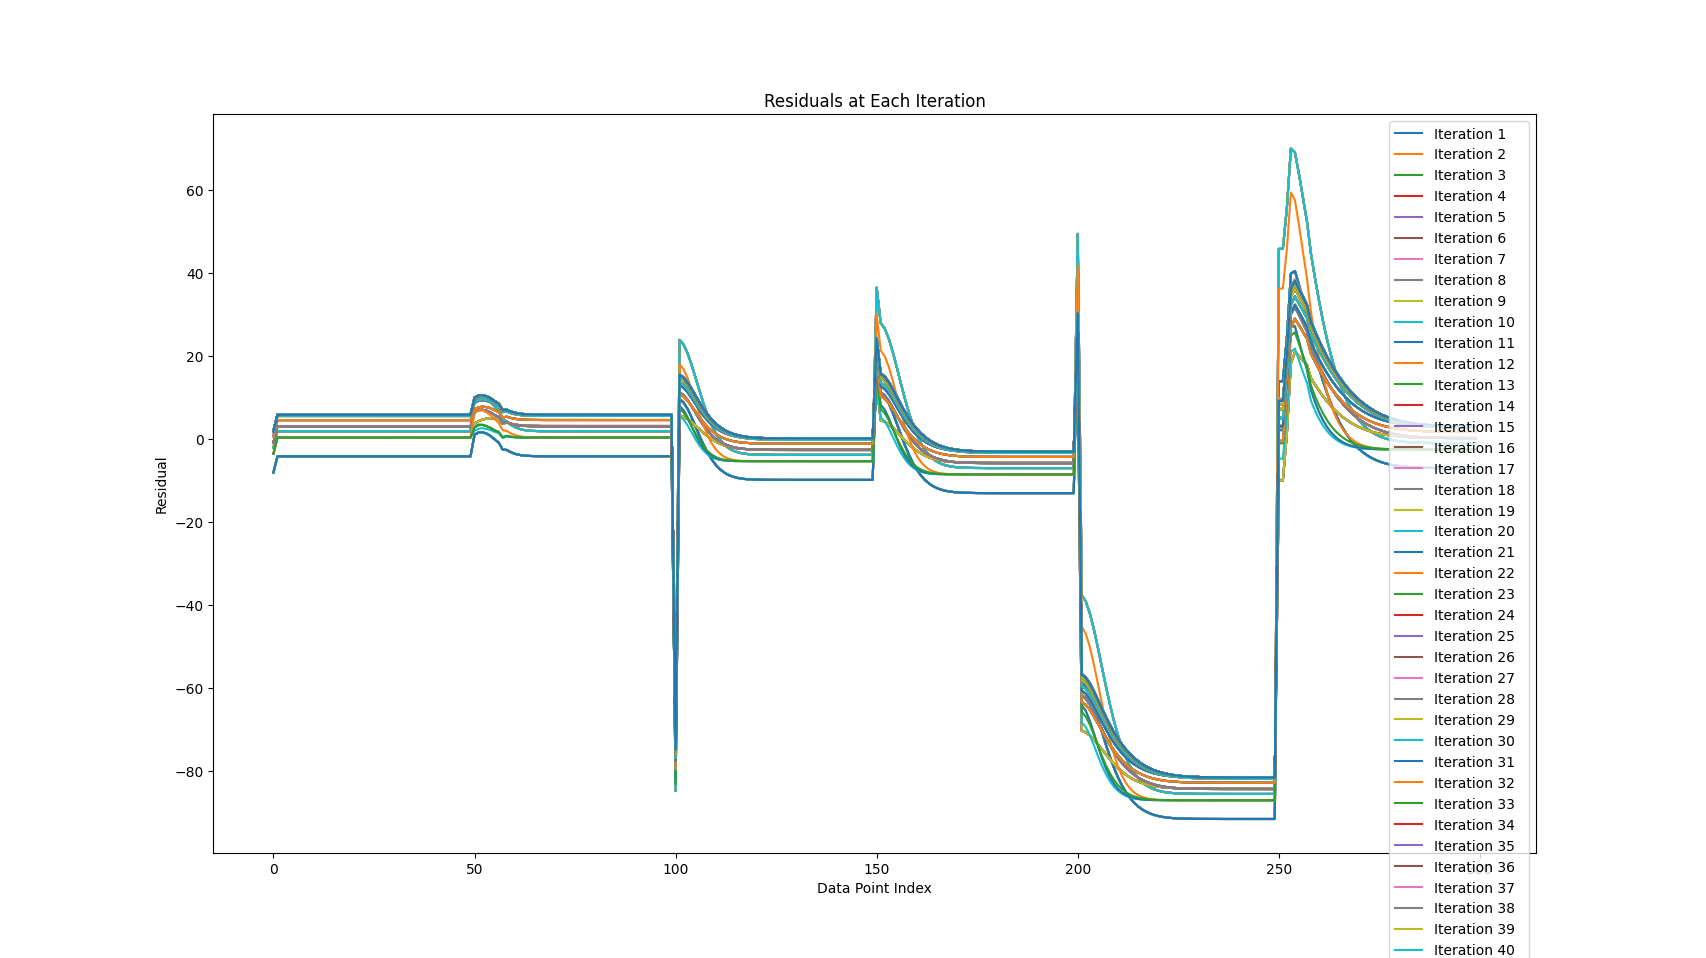 Residuals at Each Iteration
Residual
60
40
20
0
−20
−40
−60
−80
0
50
100
150
200
250
Data Point Index
Iteration 1
Iteration 2
Iteration 3
Iteration 4
Iteration 5
Iteration 6
Iteration 7
Iteration 8
Iteration 9
Iteration 10
Iteration 11
Iteration 12
Iteration 13
Iteration 14
Iteration 15
Iteration 16
Iteration 17
Iteration 18
Iteration 19
Iteration 20
Iteration 21
Iteration 22
Iteration 23
Iteration 24
Iteration 25
Iteration 26
Iteration 27
Iteration 28
Iteration 29
Iteration 30
Iteration 31
Iteration 32
Iteration 33
Iteration 34
Iteration 35
Iteration 36
Iteration 37
Iteration 38
Iteration 39
Iteration 40